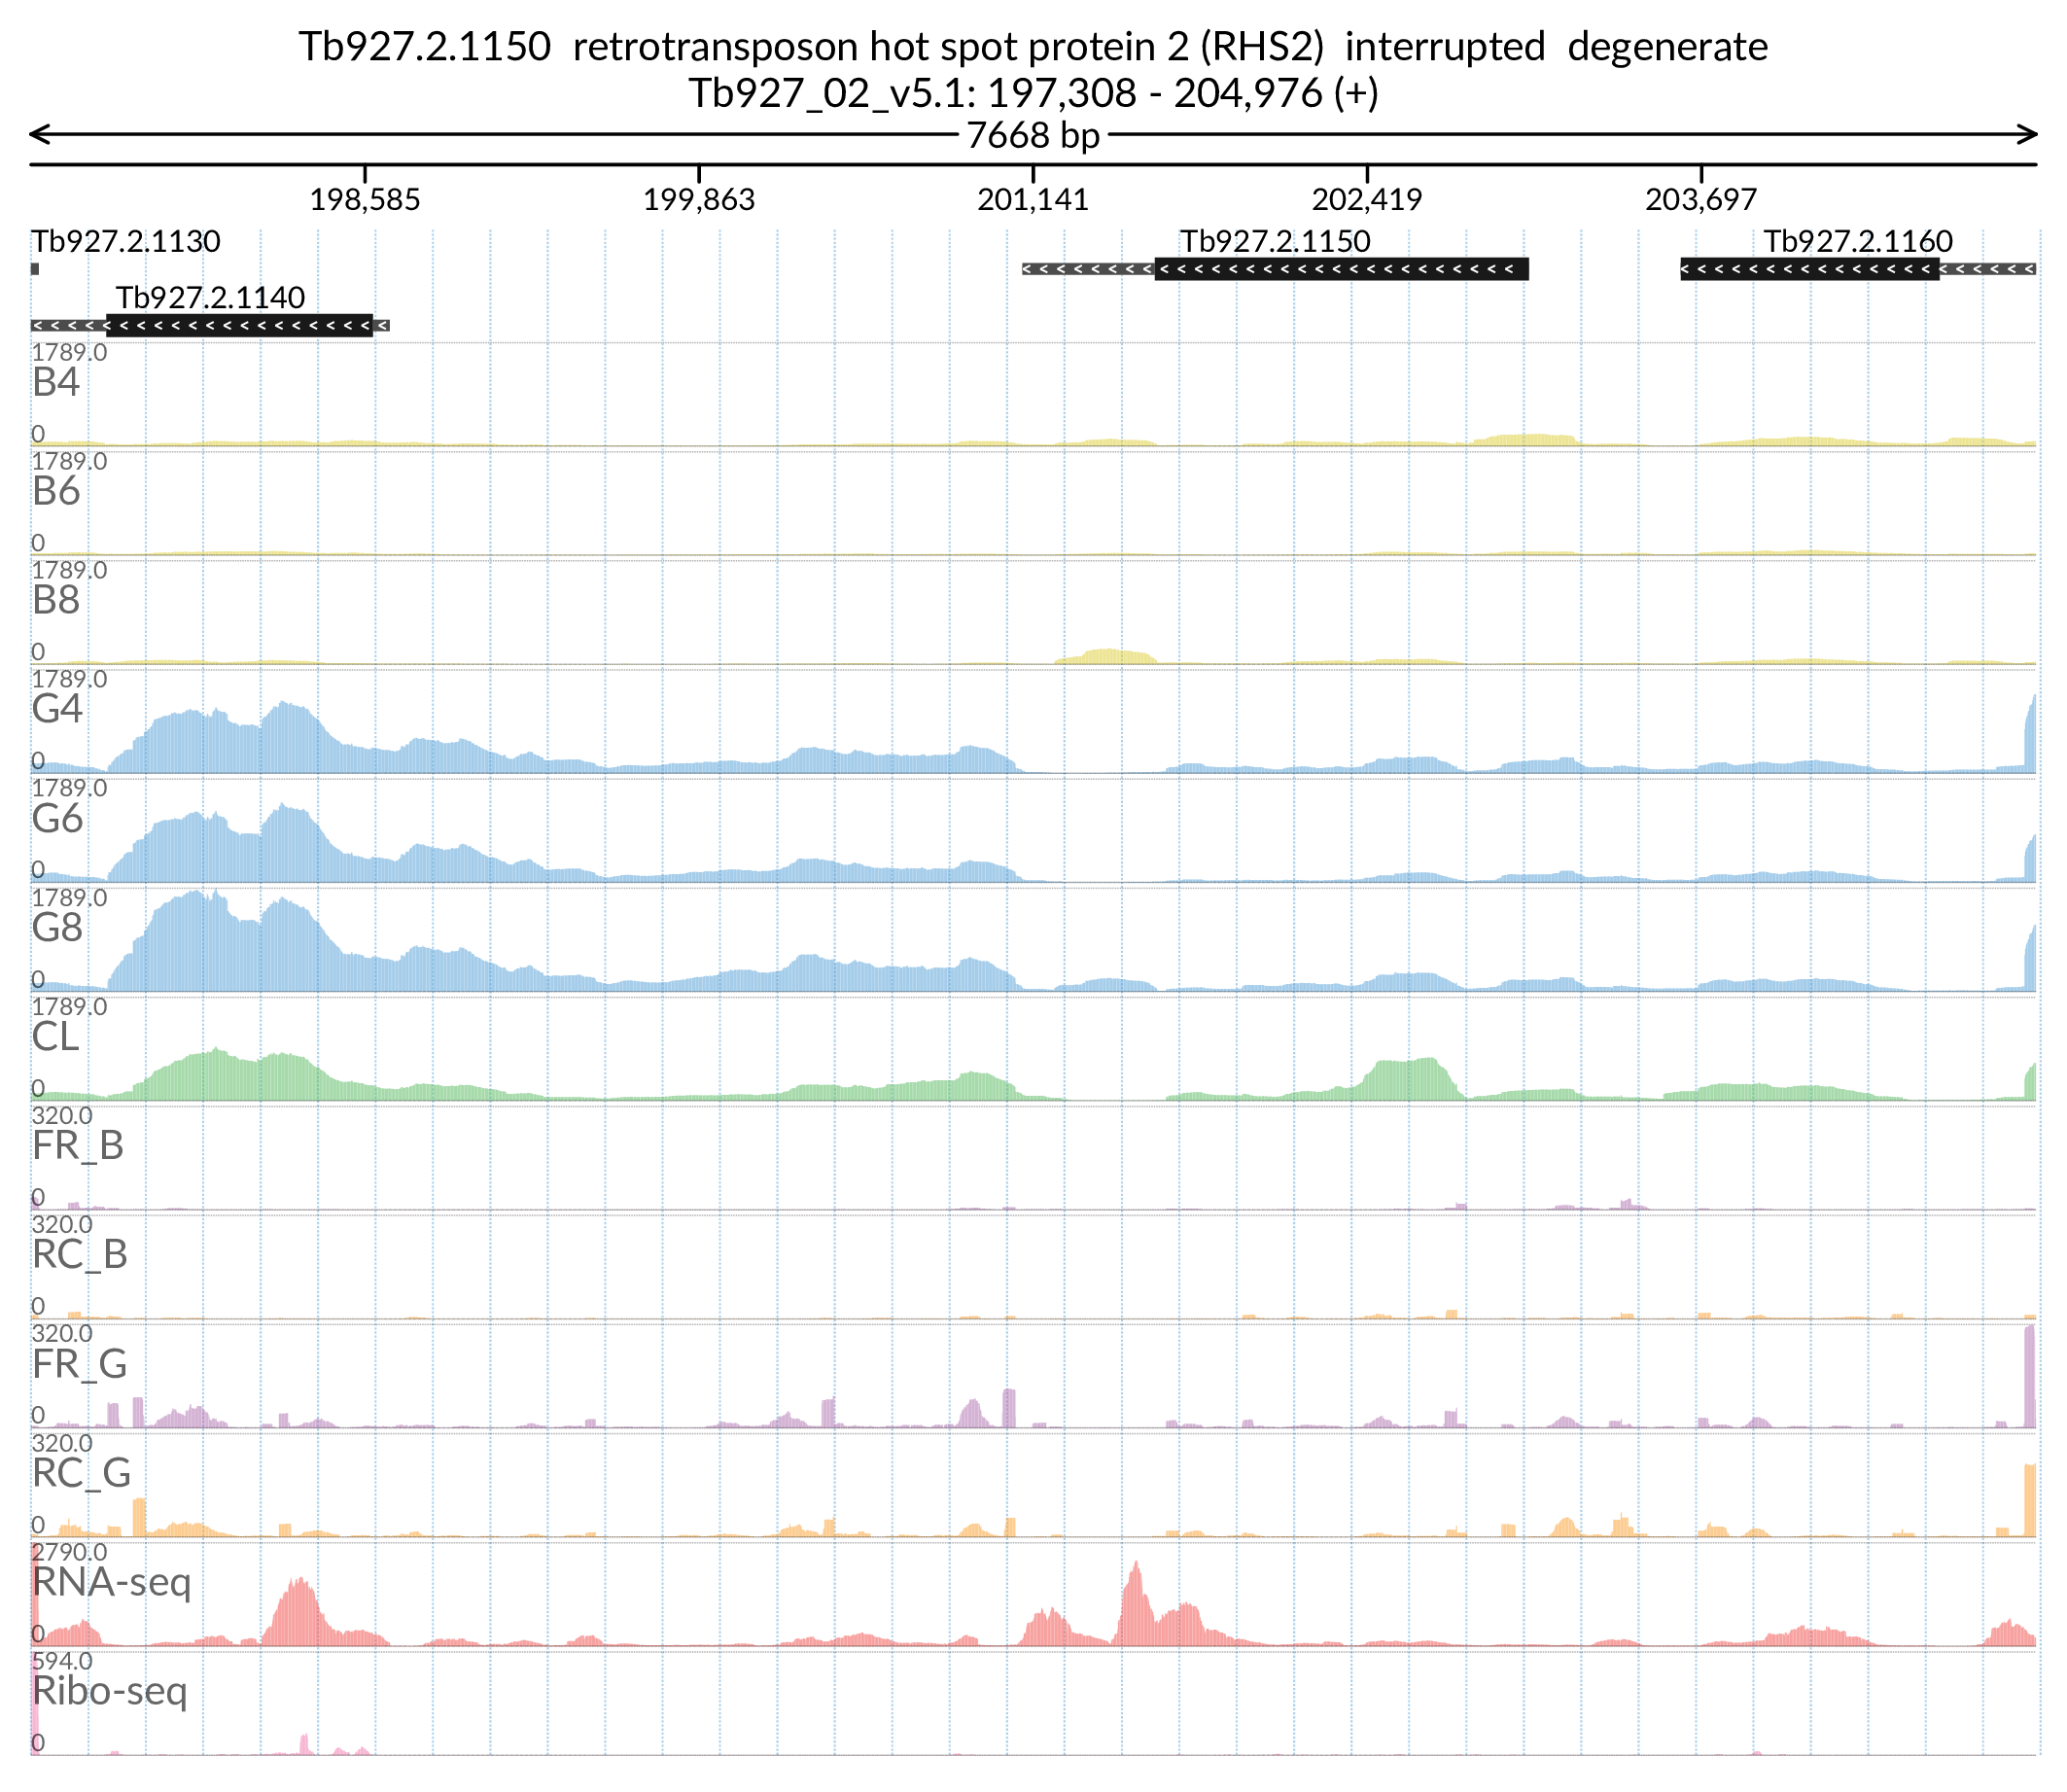 Tb927.2.1150 retrotransposon hot spot protein 2 (RHS2) interrupted degenerate
Tb927_02_v5.1: 197,308 - 204,976 (+)
7668 bp
198,585 199,863 201,141 202,419 203,697
Tb927.2.1130 Tb927.2.1150 Tb927.2.1160
Tb927.2.1140
1789.0
B4
0
1789.0
B6
0
1789.0
B8
0
1789.0
G4
0
1789.0
G6
0
1789.0
G8
0
1789.0
CL
0
320.0
FR_B
0
320.0
RC_B
0
320.0
FR_G
0
320.0
RC_G
0
2790.0
RNA-seq
0
594.0
Ribo-seq
0